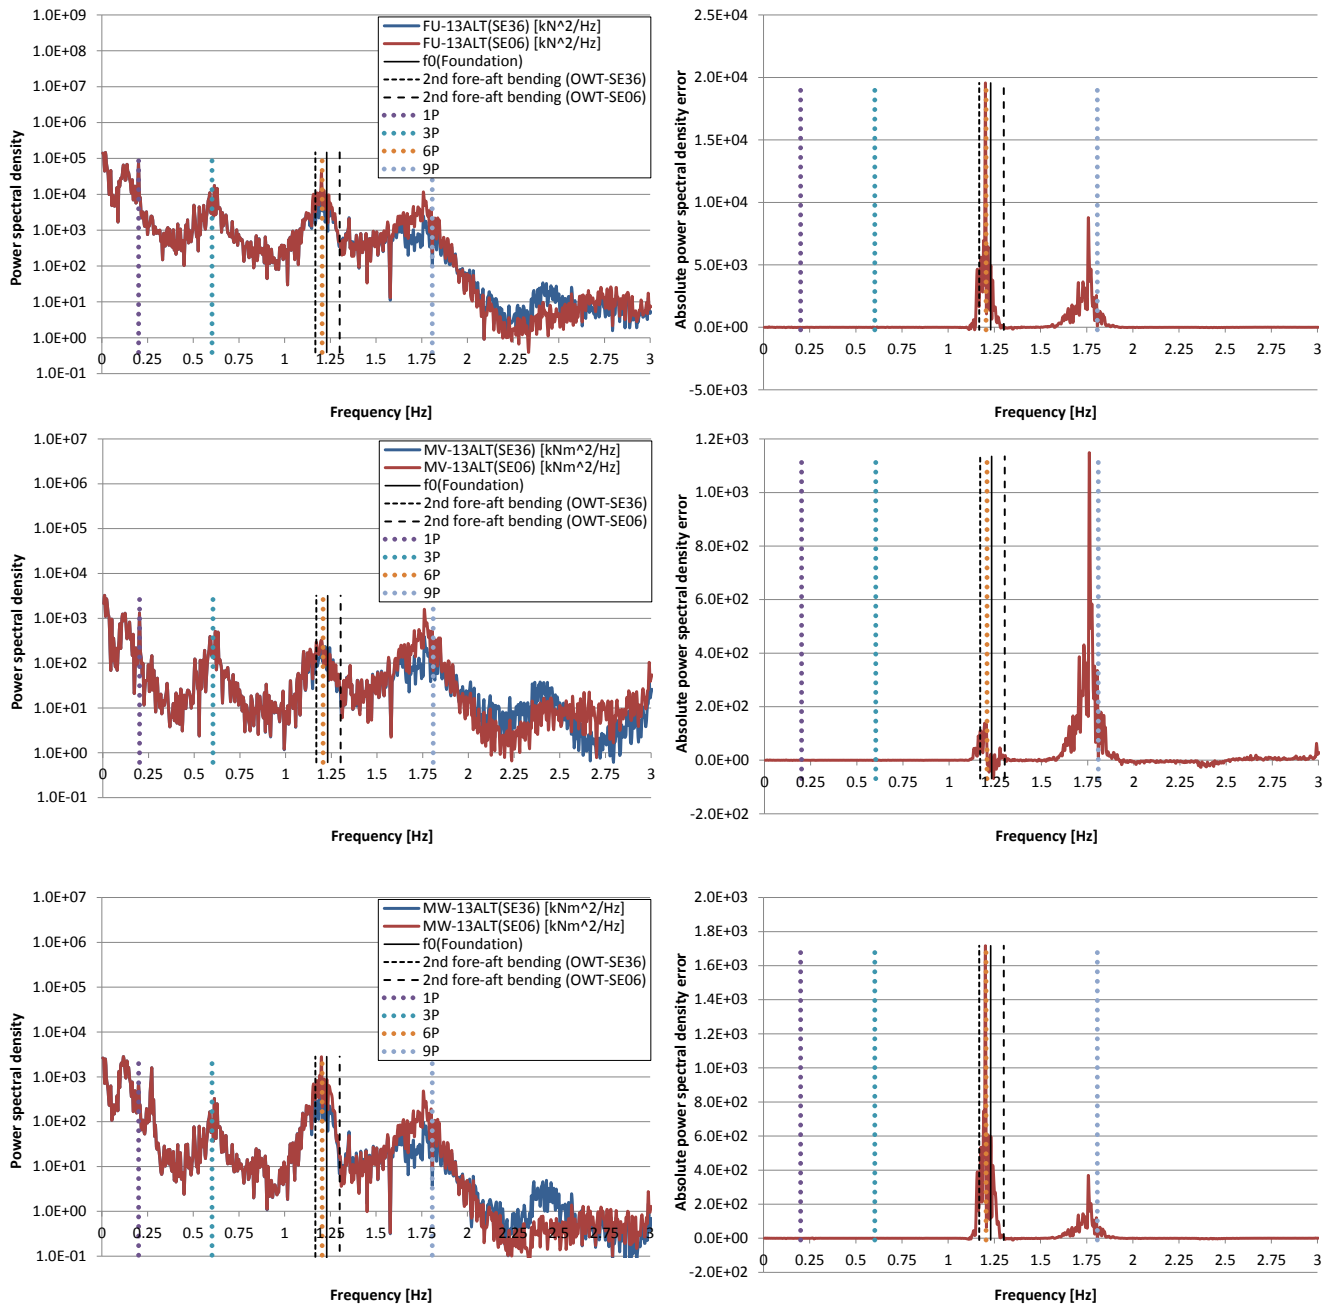 1.0E+09
1.0E+08
1.0E+07
1.0E+06
1.0E+05
1.0E+04
1.0E+03
1.0E+02
1.0E+01
1.0E+00
1.0E-01
Power spectral density
FU-13ALT(SE36) [kN^2/Hz]
FU-13ALT(SE06) [kN^2/Hz]
f0(Foundation)
2nd fore-aft bending (OWT-SE36)
2nd fore-aft bending (OWT-SE06)
1P
3P
6P
9P
0 0.25 0.5 0.75 1 1.25 1.5 1.75 2 2.25 2.5 2.75 3
Frequency [Hz]
2.5E+04
2.0E+04
1.5E+04
1.0E+04
5.0E+03
0.0E+00
-5.0E+03
Absolute power spectral density error
0 0.25 0.5 0.75 1 1.25 1.5 1.75 2 2.25 2.5 2.75 3
Frequency [Hz]
1.0E+07
1.0E+06
1.0E+05
1.0E+04
1.0E+03
1.0E+02
1.0E+01
1.0E+00
1.0E-01
Power spectral density
MV-13ALT(SE36) [kNm^2/Hz]
MV-13ALT(SE06) [kNm^2/Hz]
f0(Foundation)
2nd fore-aft bending (OWT-SE36)
2nd fore-aft bending (OWT-SE06)
1P
3P
6P
9P
0 0.25 0.5 0.75 1 1.25 1.5 1.75 2 2.25 2.5 2.75 3
Frequency [Hz]
1.2E+03
1.0E+03
8.0E+02
6.0E+02
4.0E+02
2.0E+02
0.0E+00
-2.0E+02
Absolute power spectral density error
0 0.25 0.5 0.75 1 1.25 1.5 1.75 2 2.25 2.5 2.75 3
Frequency [Hz]
1.0E+07
1.0E+06
1.0E+05
1.0E+04
1.0E+03
1.0E+02
1.0E+01
1.0E+00
1.0E-01
Power spectral density
MW-13ALT(SE36) [kNm^2/Hz]
MW-13ALT(SE06) [kNm^2/Hz]
f0(Foundation)
2nd fore-aft bending (OWT-SE36)
2nd fore-aft bending (OWT-SE06)
1P
3P
6P
9P
0 0.25 0.5 0.75 1 1.25 1.5 1.75 2 2.25 2.5 2.75 3
Frequency [Hz]
2.0E+03
1.8E+03
1.6E+03
1.4E+03
1.2E+03
1.0E+03
8.0E+02
6.0E+02
4.0E+02
2.0E+02
0.0E+00
-2.0E+02
Absolute power spectral density error
0 0.25 0.5 0.75 1 1.25 1.5 1.75 2 2.25 2.5 2.75 3
Frequency [Hz]